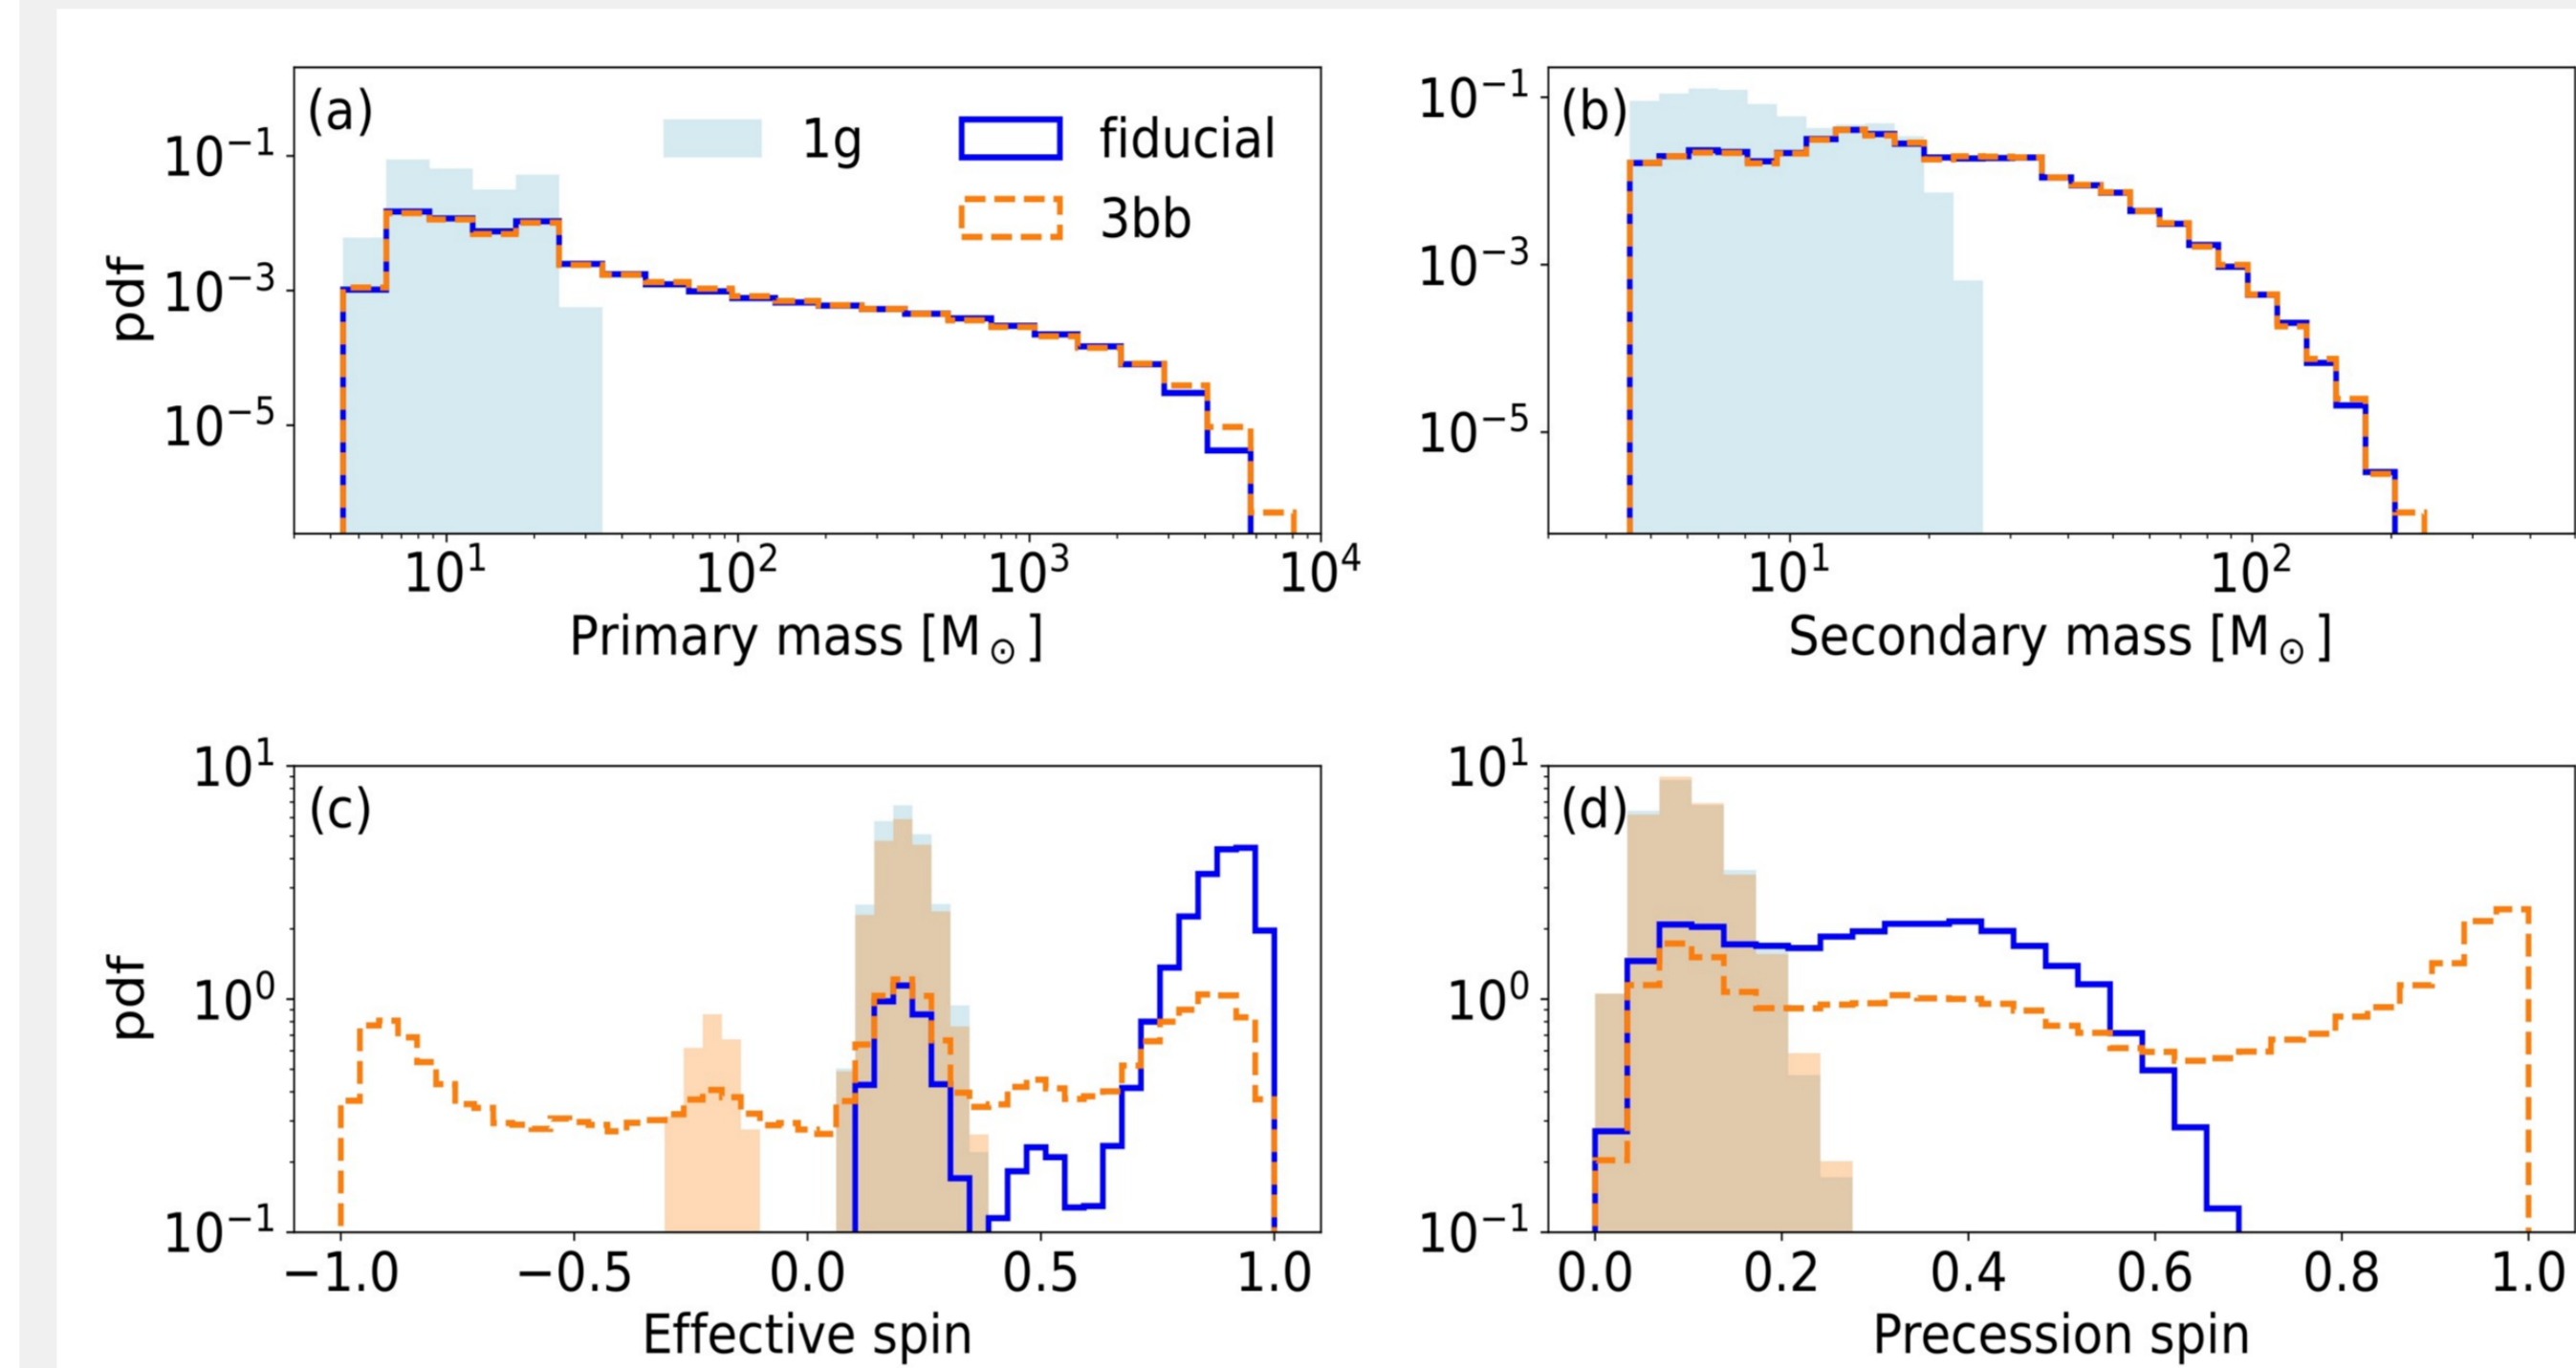 (a)
1g
fiducial
3bb
pdf
10⁻¹
10⁻³
10⁻⁵
10¹ 10² 10³ 10⁴
Primary mass [M⊙]
(b)
10⁻¹
10⁻³
10⁻⁵
10¹ 10²
Secondary mass [M⊙]
(c)
pdf
10¹
10⁰
10⁻¹
−1.0 −0.5 0.0 0.5 1.0
Effective spin
(d)
10¹
10⁰
10⁻¹
0.0 0.2 0.4 0.6 0.8 1.0
Precession spin